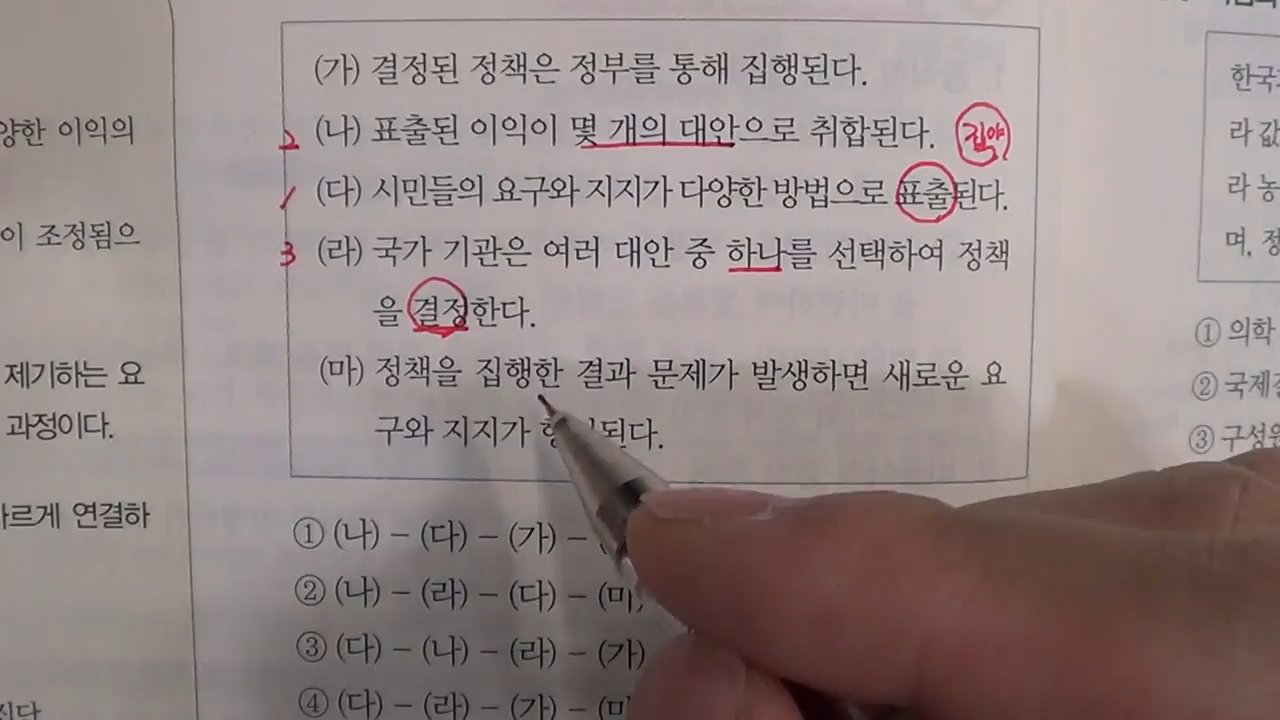 양한 이익의
이 조정됨으
제기하는 요
과정이다.
바르게 연결하
(가) 결정된 정책은 정부를 통해 집행된다.
2 (나) 표출된 이익이 몇 개의 대안으로 취합된다. 집약
1 (다) 시민들의 요구와 지지가 다양한 방법으로 표출된다.
3 (라) 국가 기관은 여러 대안 중 하나를 선택하여 정책
을 결정한다.
(마) 정책을 집행한 결과 문제가 발생하면 새로운 요
구와 지지가 된다.
① (나) – (다) – (가) –
② (나) – (라) – (다) – (마)
③ (다) – (나) – (라) – (가)
④ (다) – (라) – (가) – (마
한국
라 값
라 농
며, 정
① 의학
② 국제
③ 구성원